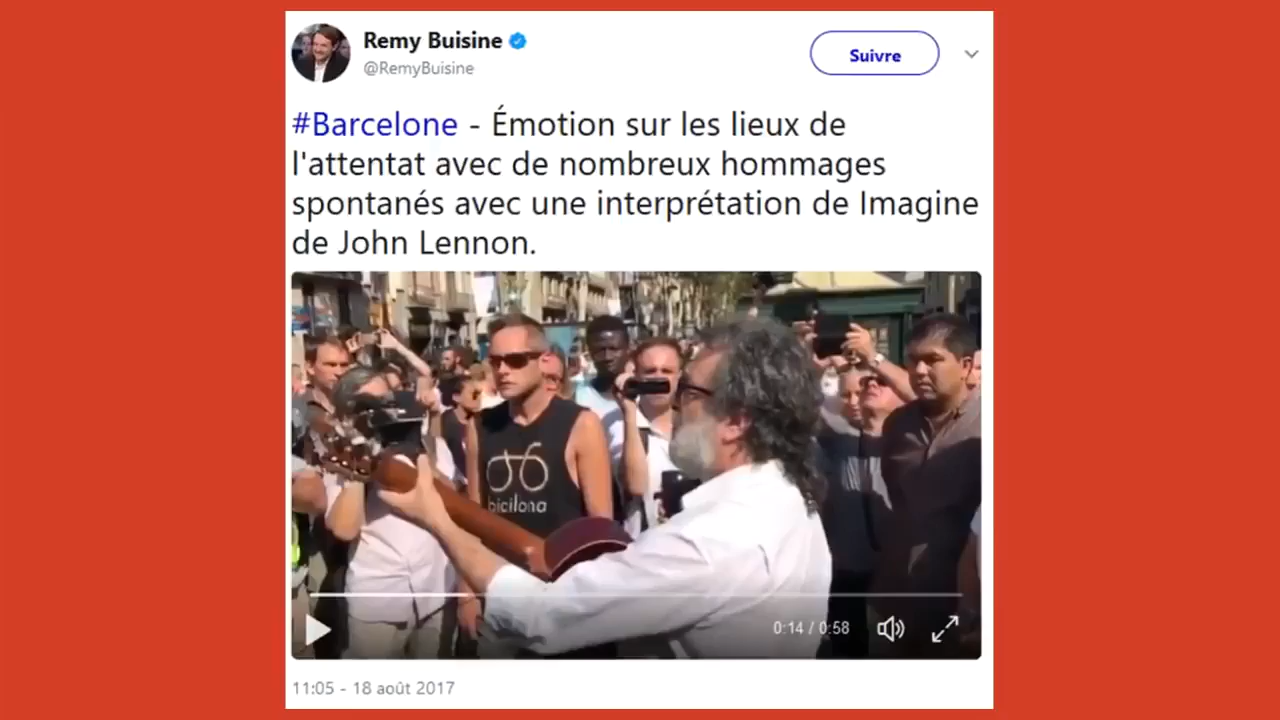 Remy Buisine
Suivre
@RemyBuisine
#Barcelone - Émotion sur les lieux de
l'attentat avec de nombreux hommages
spontanés avec une interprétation de Imagine
de John Lennon.
bicilona
0:14 / 0:58
11:05 - 18 août 2017